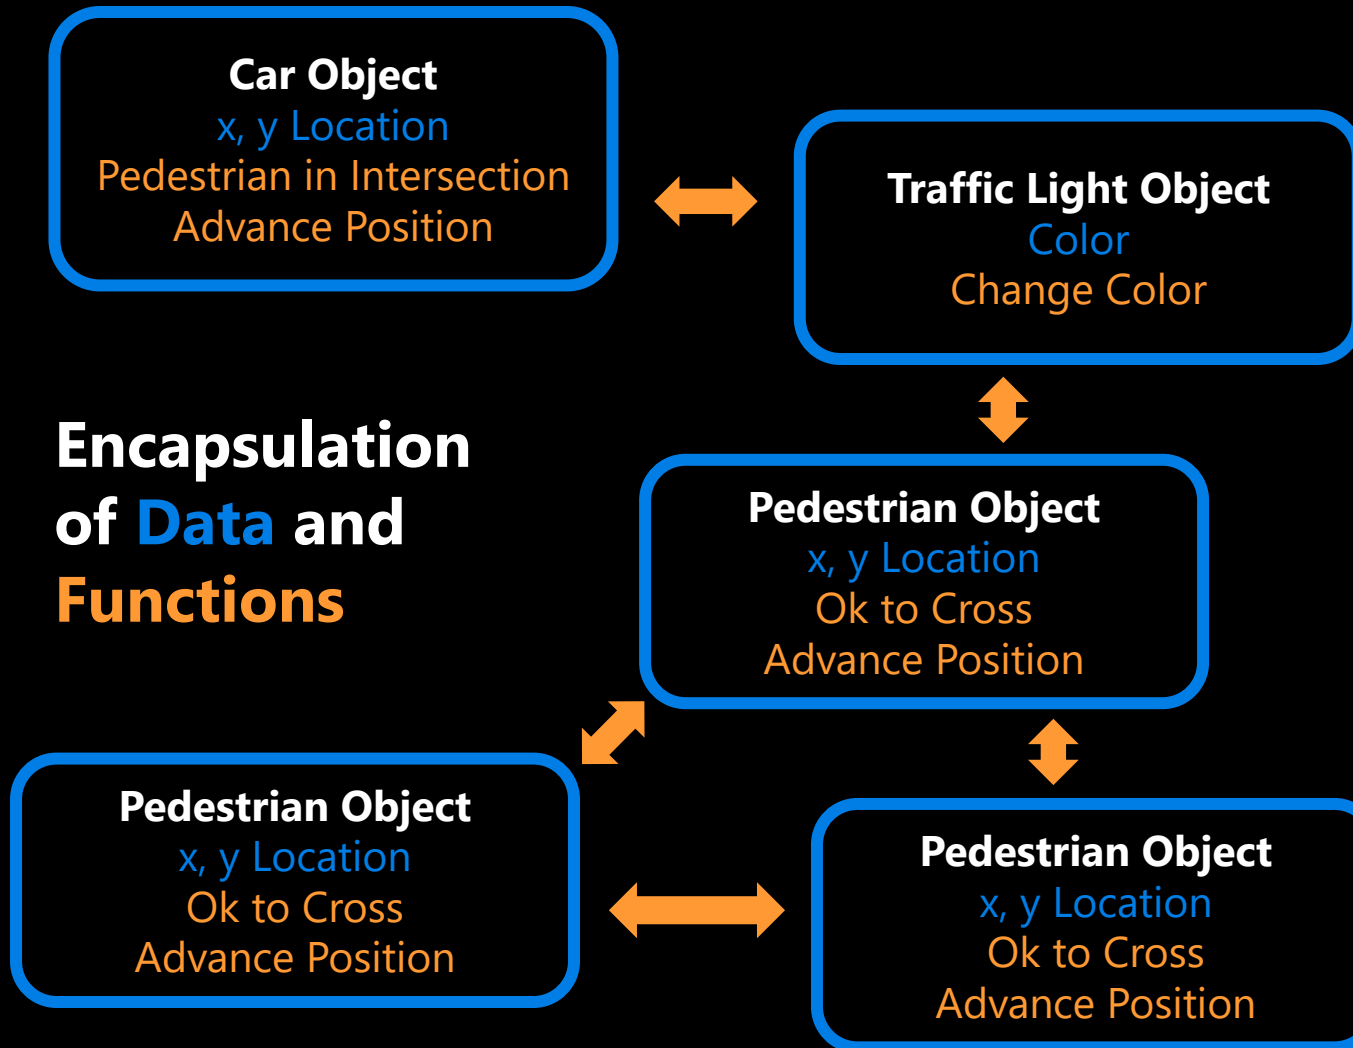 Car Object
x, y Location
Pedestrian in Intersection
Advance Position
Traffic Light Object
Color
Change Color
Encapsulation
of Data and
Functions
Pedestrian Object
x, y Location
Ok to Cross
Advance Position
Pedestrian Object
x, y Location
Ok to Cross
Advance Position
Pedestrian Object
x, y Location
Ok to Cross
Advance Position